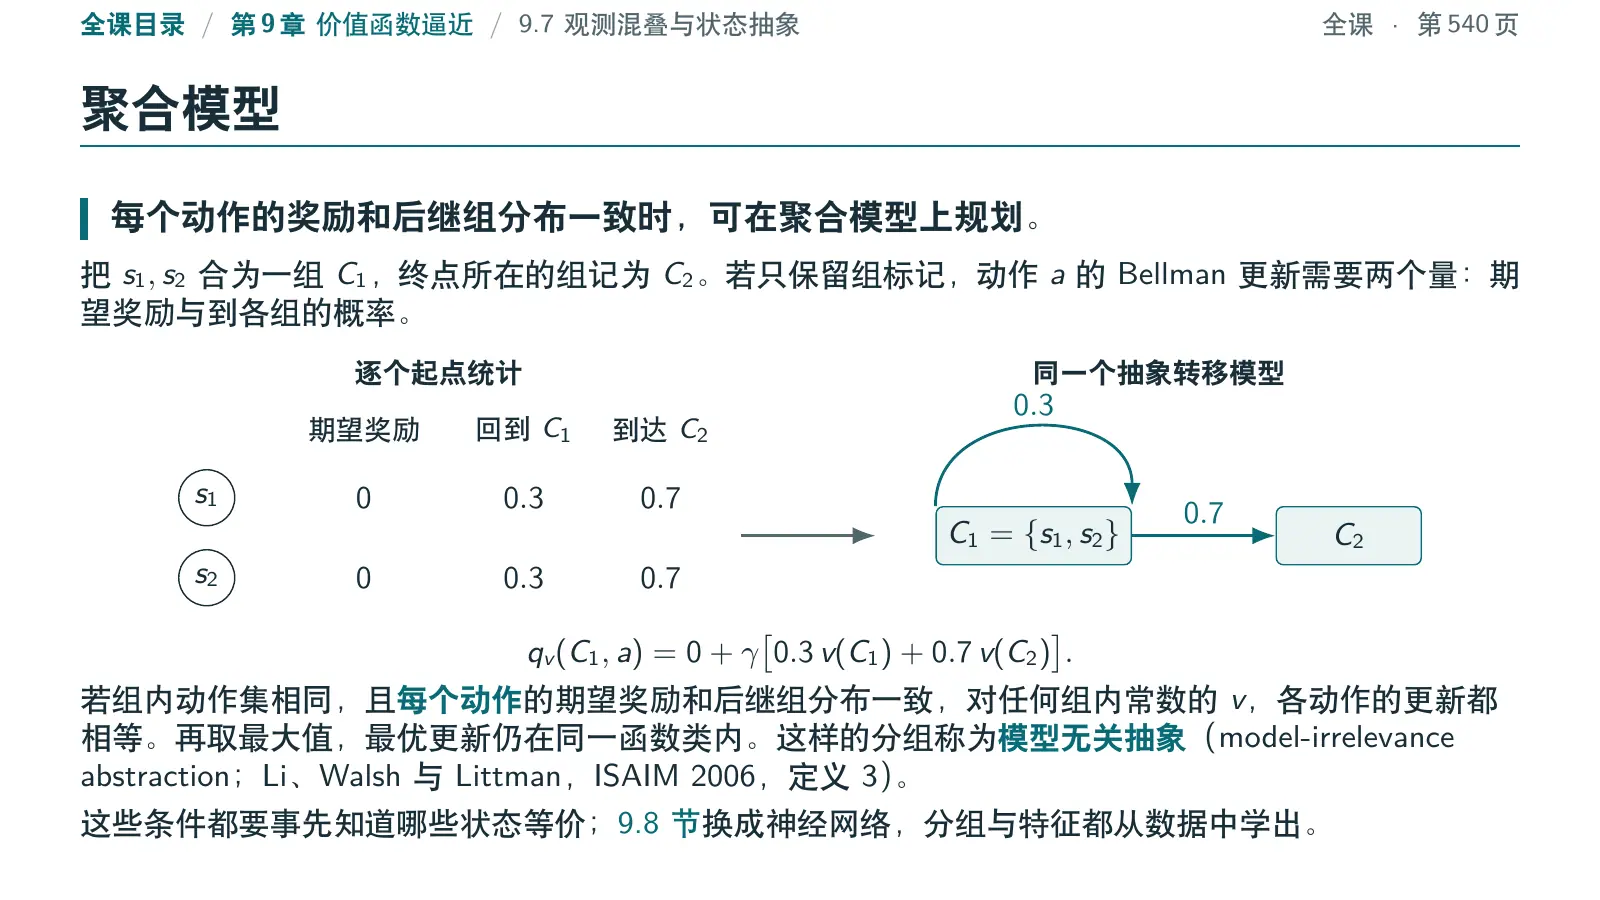 全课目录 / 第 9 章 价值函数逼近 / 9.7 观测混叠与状态抽象
全课 · 第 540 页
聚合模型
每个动作的奖励和后继组分布一致时，可在聚合模型上规划。
把 s₁, s₂ 合为一组 C₁，终点所在的组记为 C₂。若只保留组标记，动作 a 的 Bellman 更新需要两个量：期
望奖励与到各组的概率。
逐个起点统计
期望奖励 回到 C₁ 到达 C₂
s₁ 0 0.3 0.7
s₂ 0 0.3 0.7
同一个抽象转移模型
0.3
C₁ = {s₁, s₂} 0.7 C₂
qᵥ(C₁, a) = 0 + γ[0.3 v(C₁) + 0.7 v(C₂)].
若组内动作集相同，且每个动作的期望奖励和后继组分布一致，对任何组内常数的 v，各动作的更新都
相等。再取最大值，最优更新仍在同一函数类内。这样的分组称为模型无关抽象（model-irrelevance
abstraction；Li、Walsh 与 Littman，ISAIM 2006，定义 3）。
这些条件都要事先知道哪些状态等价；9.8 节换成神经网络，分组与特征都从数据中学出。